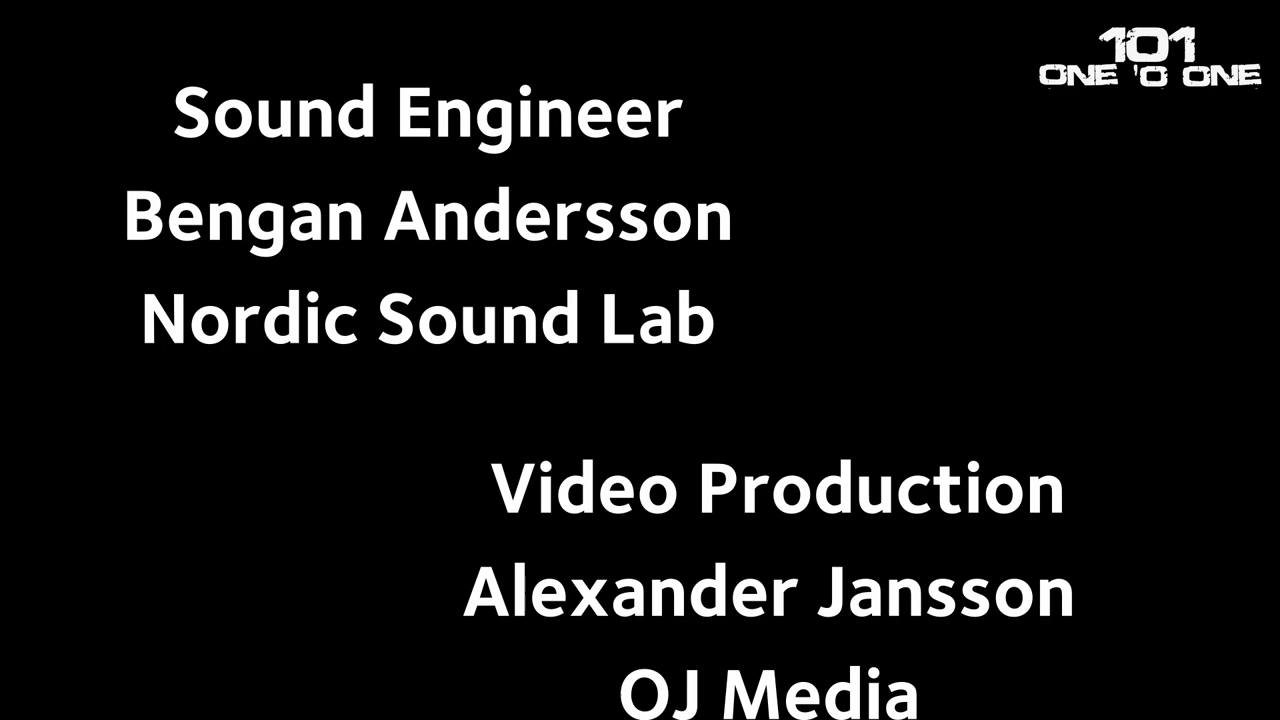 101
ONE 'O ONE
Sound Engineer
Bengan Andersson
Nordic Sound Lab
Video Production
Alexander Jansson
OJ Media